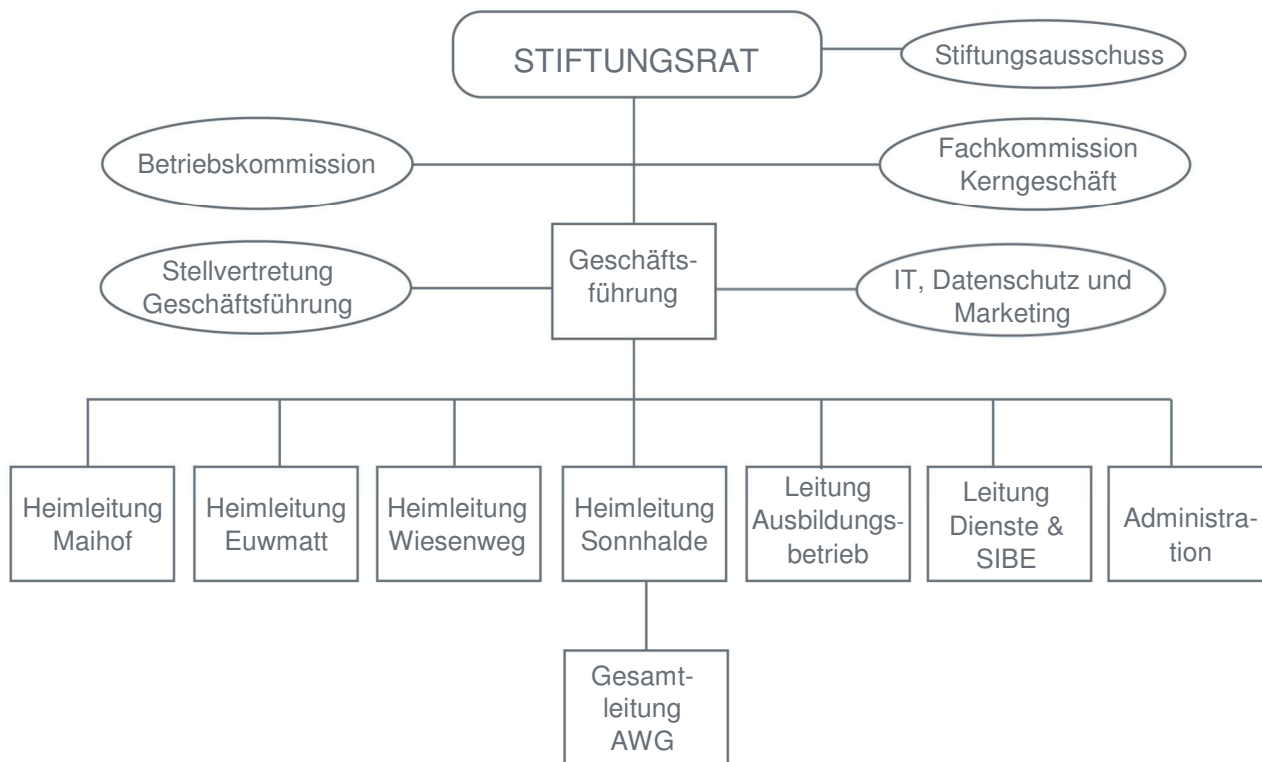 STIFTUNGSRAT
Stiftungsausschuss
Betriebskommission
Fachkommission
Kerngeschäft
Geschäfts-
führung
Stellvertretung
Geschäftsführung
IT, Datenschutz und
Marketing
Heimleitung
Maihof
Heimleitung
Euwmatt
Heimleitung
Wiesenweg
Heimleitung
Sonnhalde
Leitung
Ausbildungs-
betrieb
Leitung
Dienste &
SIBE
Administra-
tion
Gesamt-
leitung
AWG